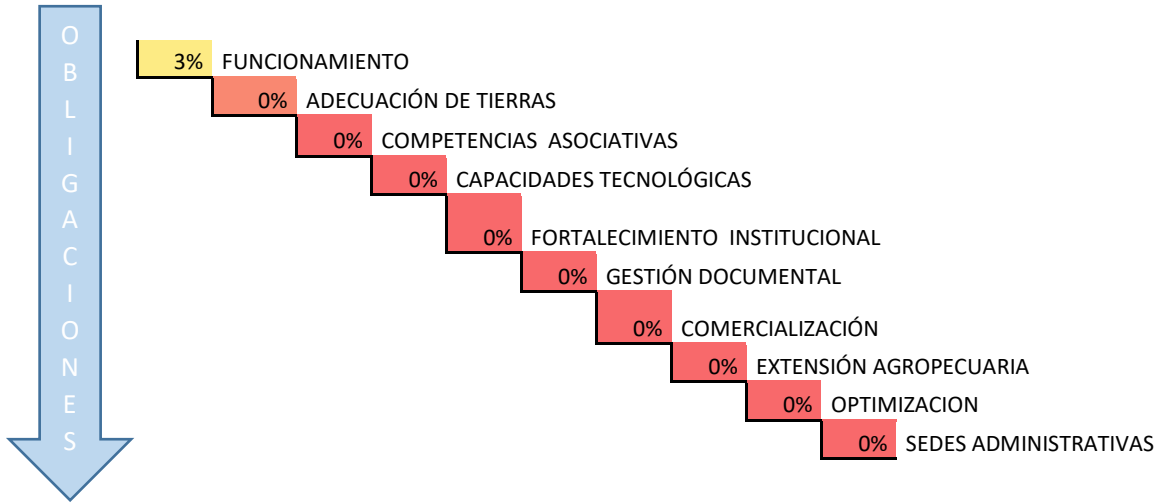 OBLIGACIONES
3% FUNCIONAMIENTO
0% ADECUACIÓN DE TIERRAS
0% COMPETENCIAS ASOCIATIVAS
0% CAPACIDADES TECNOLÓGICAS
0% FORTALECIMIENTO INSTITUCIONAL
0% GESTIÓN DOCUMENTAL
0% COMERCIALIZACIÓN
0% EXTENSIÓN AGROPECUARIA
0% OPTIMIZACION
0% SEDES ADMINISTRATIVAS